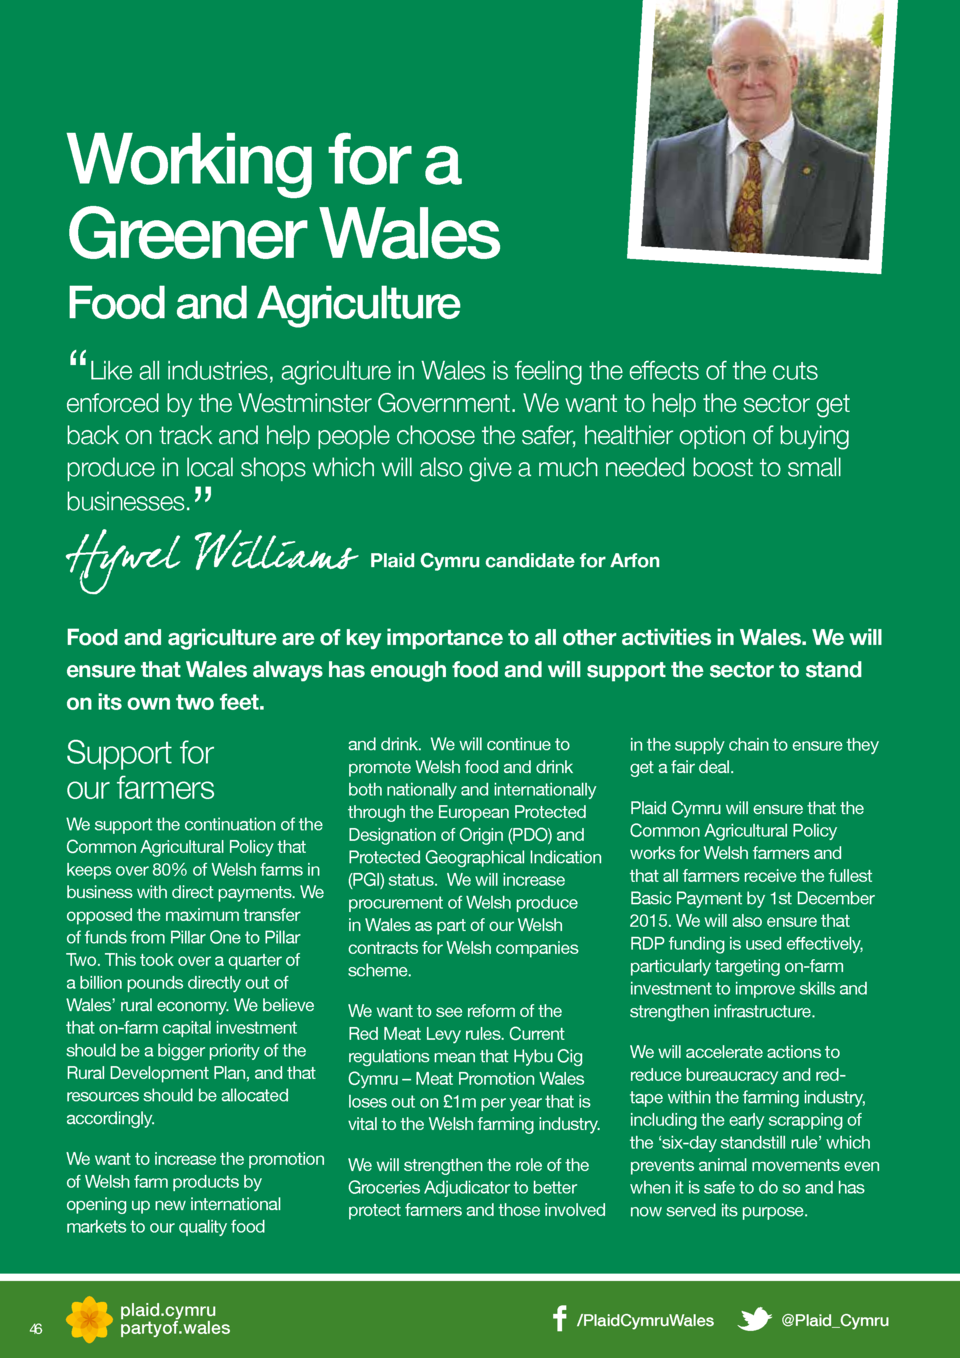 Working for a
Greener Wales
Food and Agriculture
“Like all industries, agriculture in Wales is feeling the effects of the cuts
enforced by the Westminster Government. We want to help the sector get
back on track and help people choose the safer, healthier option of buying
produce in local shops which will also give a much needed boost to small
businesses.”
Hywel Williams Plaid Cymru candidate for Arfon
Food and agriculture are of key importance to all other activities in Wales. We will
ensure that Wales always has enough food and will support the sector to stand
on its own two feet.
Support for
our farmers
We support the continuation of the
Common Agricultural Policy that
keeps over 80% of Welsh farms in
business with direct payments. We
opposed the maximum transfer
of funds from Pillar One to Pillar
Two. This took over a quarter of
a billion pounds directly out of
Wales’ rural economy. We believe
that on-farm capital investment
should be a bigger priority of the
Rural Development Plan, and that
resources should be allocated
accordingly.
We want to increase the promotion
of Welsh farm products by
opening up new international
markets to our quality food
and drink. We will continue to
promote Welsh food and drink
both nationally and internationally
through the European Protected
Designation of Origin (PDO) and
Protected Geographical Indication
(PGI) status. We will increase
procurement of Welsh produce
in Wales as part of our Welsh
contracts for Welsh companies
scheme.
We want to see reform of the
Red Meat Levy rules. Current
regulations mean that Hybu Cig
Cymru – Meat Promotion Wales
loses out on £1m per year that is
vital to the Welsh farming industry.
We will strengthen the role of the
Groceries Adjudicator to better
protect farmers and those involved
in the supply chain to ensure they
get a fair deal.
Plaid Cymru will ensure that the
Common Agricultural Policy
works for Welsh farmers and
that all farmers receive the fullest
Basic Payment by 1st December
2015. We will also ensure that
RDP funding is used effectively,
particularly targeting on-farm
investment to improve skills and
strengthen infrastructure.
We will accelerate actions to
reduce bureaucracy and red-
tape within the farming industry,
including the early scrapping of
the ‘six-day standstill rule’ which
prevents animal movements even
when it is safe to do so and has
now served its purpose.
46
plaid.cymru
partyof.wales
/PlaidCymruWales
@Plaid_Cymru